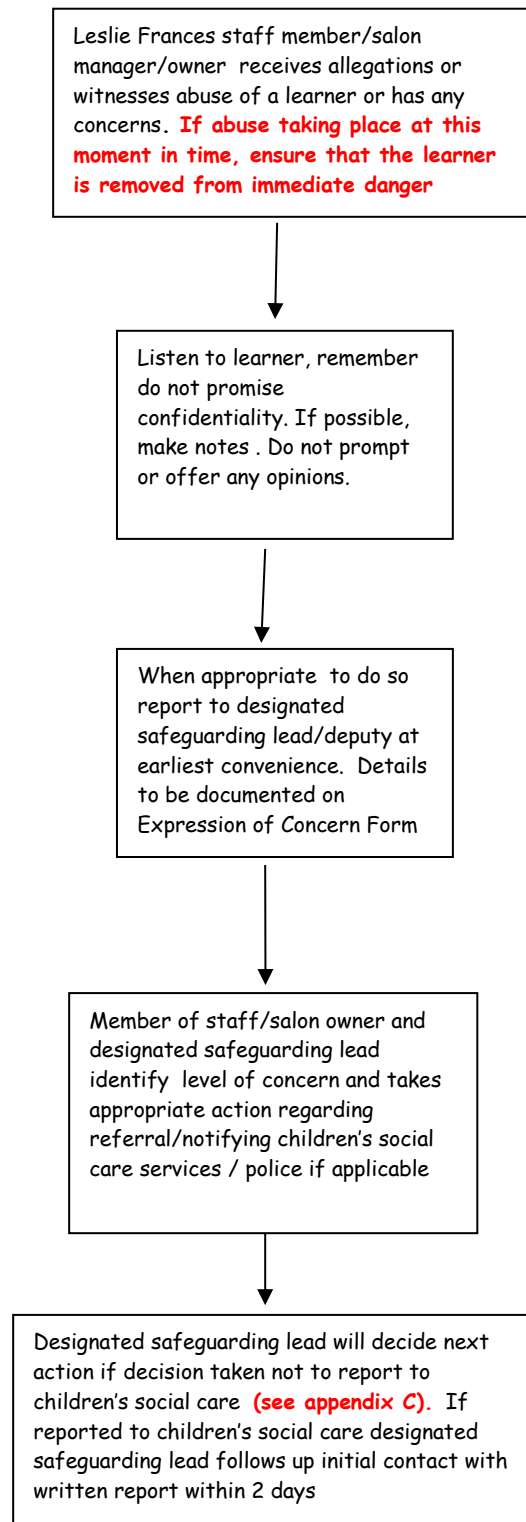 Leslie Frances staff member/salon
manager/owner receives allegations or
witnesses abuse of a learner or has any
concerns. If abuse taking place at this
moment in time, ensure that the learner
is removed from immediate danger
Listen to learner, remember
do not promise
confidentiality. If possible,
make notes . Do not prompt
or offer any opinions.
When appropriate to do so
report to designated
safeguarding lead/deputy at
earliest convenience. Details
to be documented on
Expression of Concern Form
Member of staff/salon owner and
designated safeguarding lead
identify level of concern and takes
appropriate action regarding
referral/notifying children's social
care services / police if applicable
Designated safeguarding lead will decide next
action if decision taken not to report to
children's social care (see appendix C). If
reported to children's social care designated
safeguarding lead follows up initial contact with
written report within 2 days